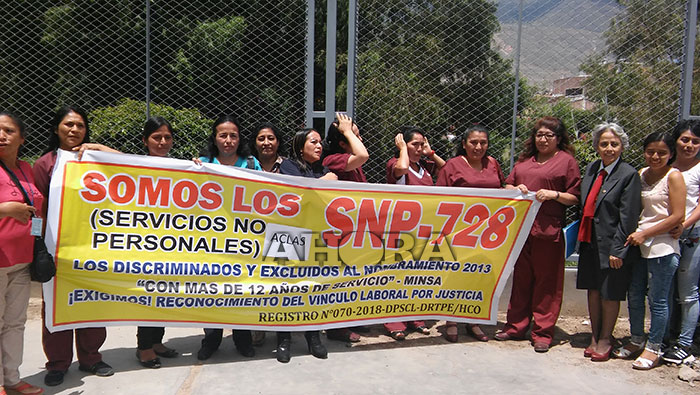 SOMOS LOS
(SERVICIOS NO
PERSONALES)
ACLAS
SNP-728
AHORA
LOS DISCRIMINADOS Y EXCLUIDOS AL NOMBRAMIENTO 2013
"CON MAS DE 12 AÑOS DE SERVICIO" - MINSA
¡EXIGIMOS! RECONOCIMIENTO DEL VINCULO LABORAL POR JUSTICIA
REGISTRO N°070-2018-DPSCL-DRTPE/HCO